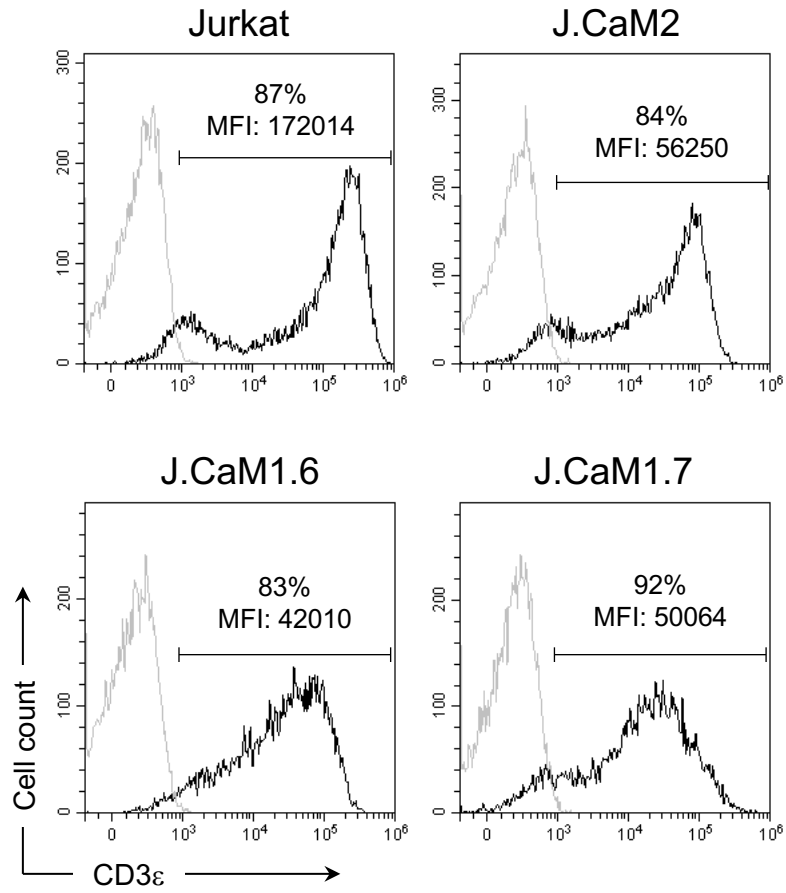 Jurkat
300
200
100
0
87%
MFI: 172014
0 10³ 10⁴ 10⁵ 10⁶
J.CaM2
300
200
100
0
84%
MFI: 56250
0 10³ 10⁴ 10⁵ 10⁶
J.CaM1.6
200
100
0
83%
MFI: 42010
0 10³ 10⁴ 10⁵ 10⁶
J.CaM1.7
200
100
0
92%
MFI: 50064
0 10³ 10⁴ 10⁵ 10⁶
Cell count
CD3ε